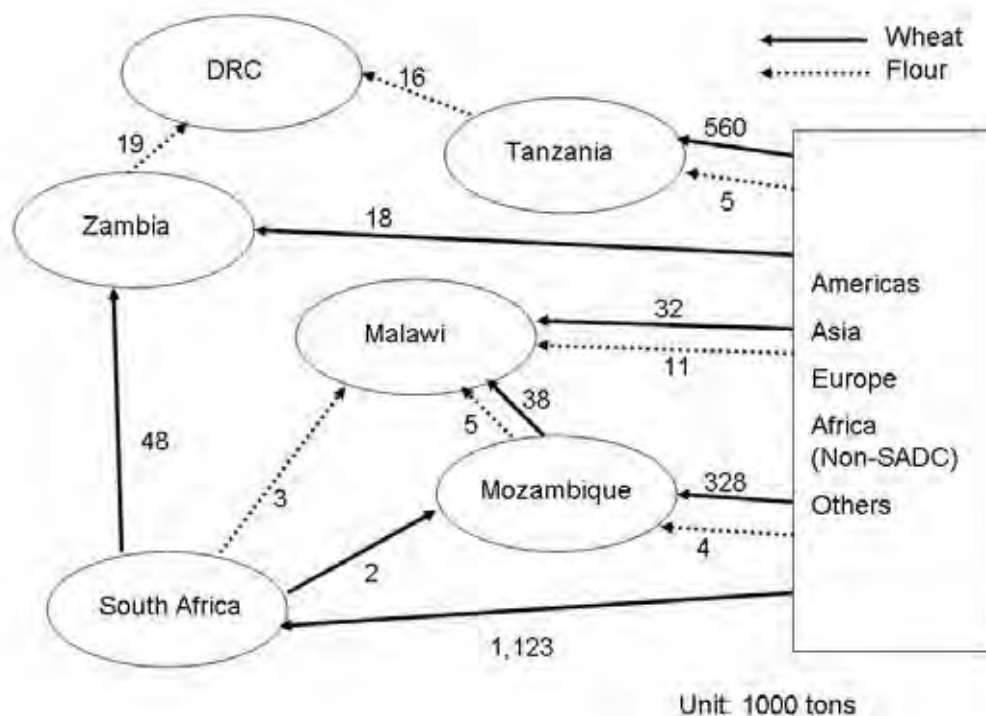 Wheat
Flour
DRC
16
Tanzania
560
5
19
Zambia
18
Americas
Asia
Europe
Africa
(Non-SADC)
Others
Malawi
32
11
38
5
48
3
Mozambique
328
4
2
South Africa
1,123
Unit: 1000 tons